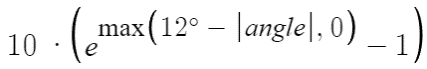 10 · (e^{max(12° − |angle|, 0)} − 1)